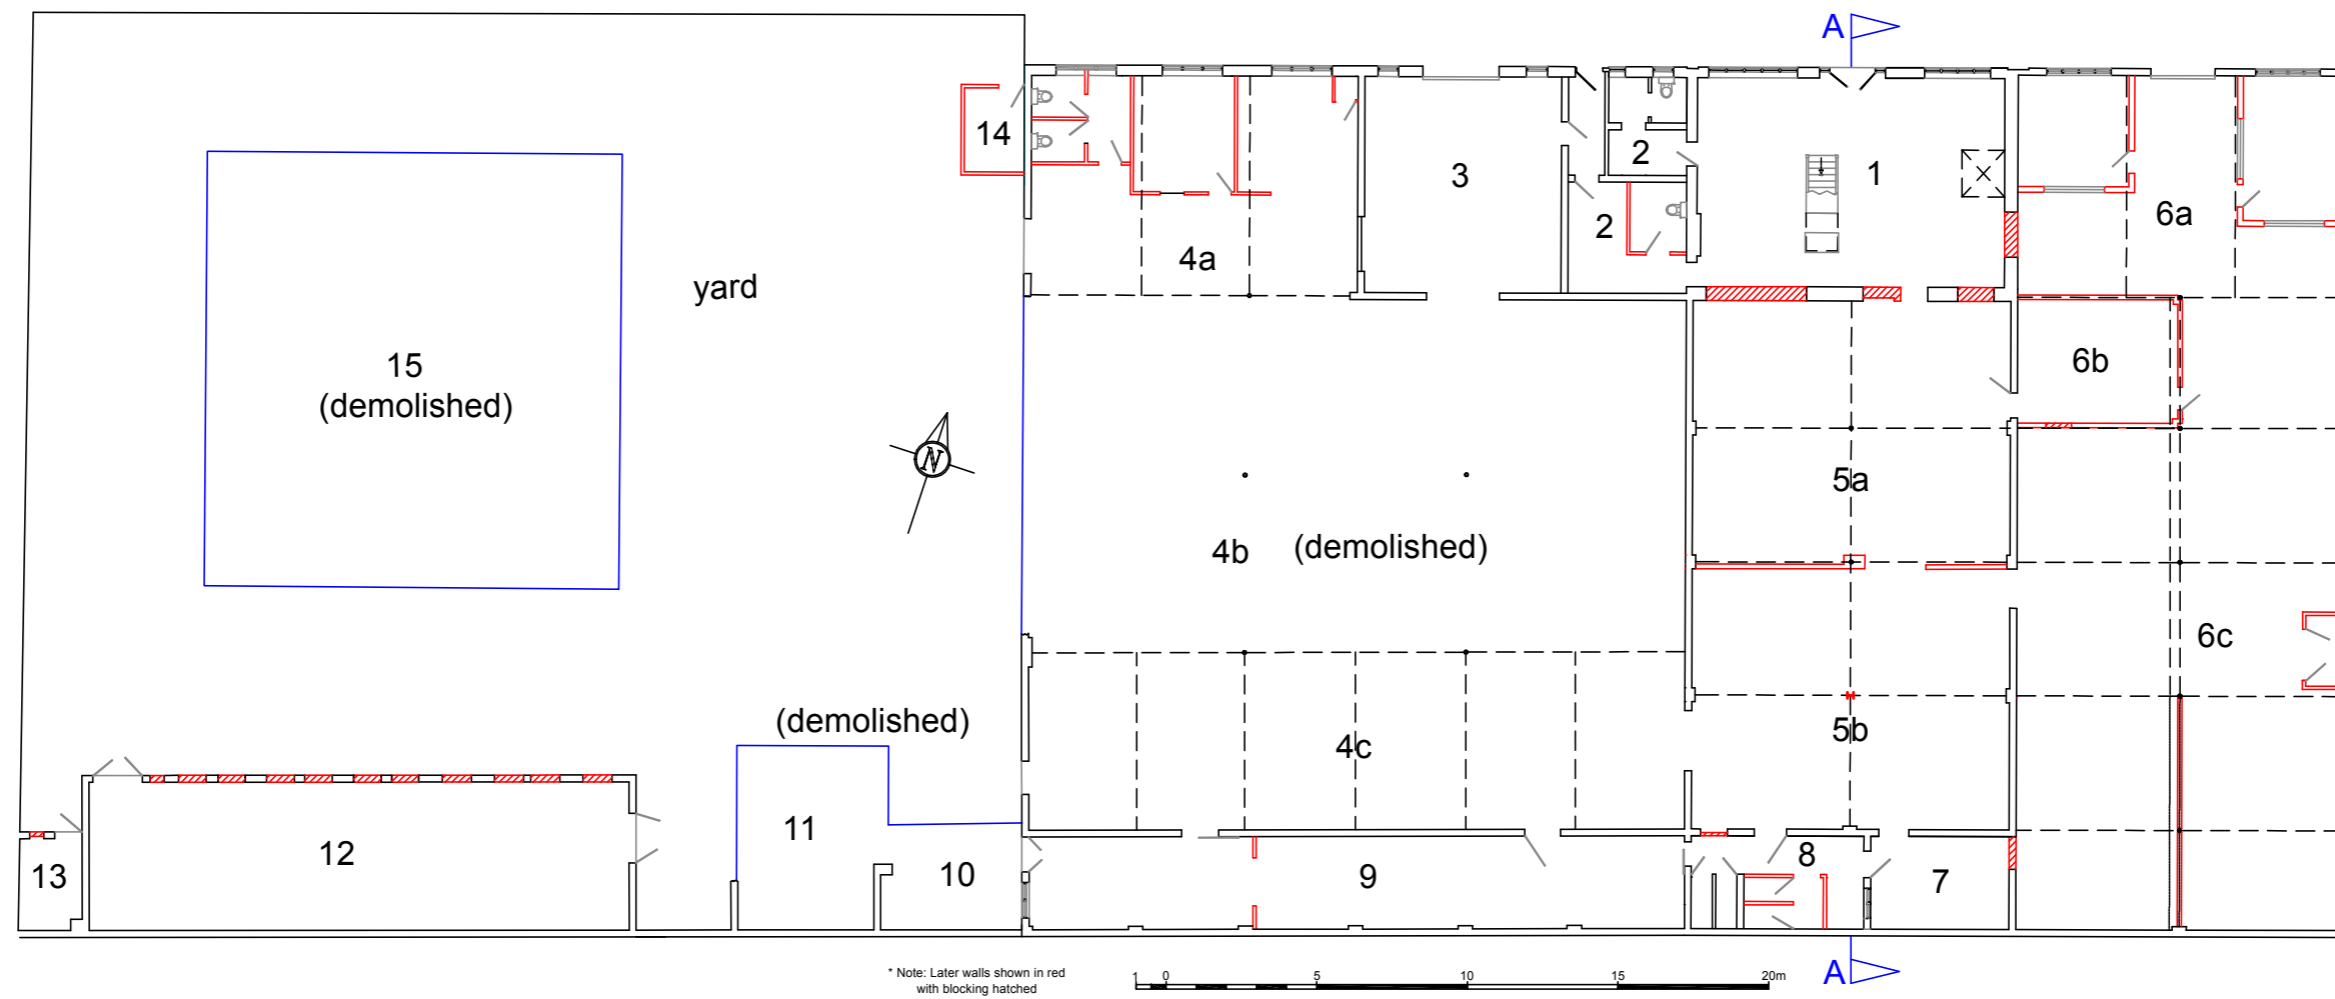 A
14
2
3
1
2
6a
4a
yard
15
(demolished)
6b
N
5a
4b (demolished)
6c
(demolished)
5b
4c
11
8
12
13
10
9
7
* Note: Later walls shown in red
with blocking hatched
1 0 5 10 15 20m
A